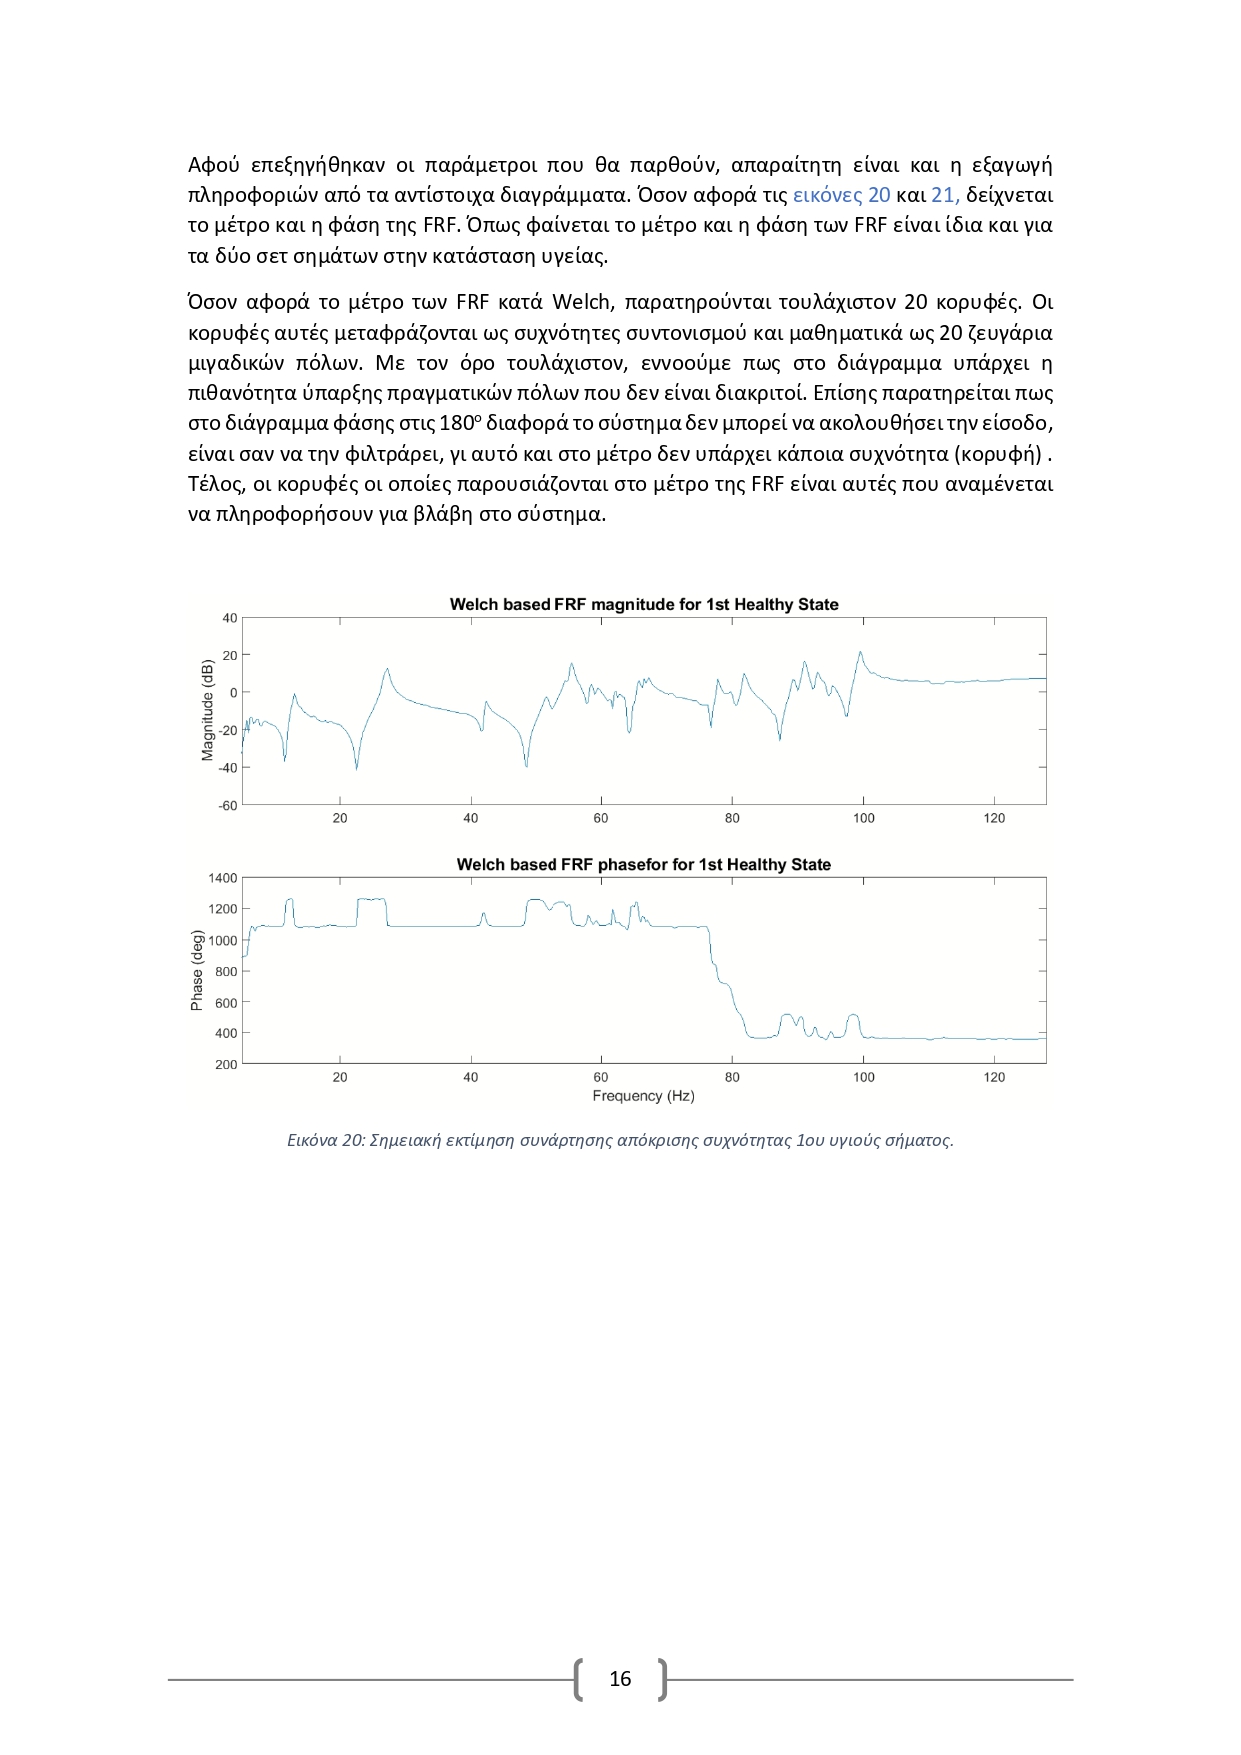 Αφού επεξηγήθηκαν οι παράμετροι που θα παρθούν, απαραίτητη είναι και η εξαγωγή
πληροφοριών από τα αντίστοιχα διαγράμματα. Όσον αφορά τις εικόνες 20 και 21, δείχνεται
το μέτρο και η φάση της FRF. Όπως φαίνεται το μέτρο και η φάση των FRF είναι ίδια και για
τα δύο σετ σημάτων στην κατάσταση υγείας.
Όσον αφορά το μέτρο των FRF κατά Welch, παρατηρούνται τουλάχιστον 20 κορυφές. Οι
κορυφές αυτές μεταφράζονται ως συχνότητες συντονισμού και μαθηματικά ως 20 ζευγάρια
μιγαδικών πόλων. Με τον όρο τουλάχιστον, εννοούμε πως στο διάγραμμα υπάρχει η
πιθανότητα ύπαρξης πραγματικών πόλων που δεν είναι διακριτοί. Επίσης παρατηρείται πως
στο διάγραμμα φάσης στις 180º διαφορά το σύστημα δεν μπορεί να ακολουθήσει την είσοδο,
είναι σαν να την φιλτράρει, γι αυτό και στο μέτρο δεν υπάρχει κάποια συχνότητα (κορυφή) .
Τέλος, οι κορυφές οι οποίες παρουσιάζονται στο μέτρο της FRF είναι αυτές που αναμένεται
να πληροφορήσουν για βλάβη στο σύστημα.
Welch based FRF magnitude for 1st Healthy State
Magnitude (dB)
40
20
0
-20
-40
-60
20 40 60 80 100 120
Welch based FRF phasefor for 1st Healthy State
Phase (deg)
1400
1200
1000
800
600
400
200
20 40 60 80 100 120
Frequency (Hz)
Εικόνα 20: Σημειακή εκτίμηση συνάρτησης απόκρισης συχνότητας 1ου υγιούς σήματος.
16